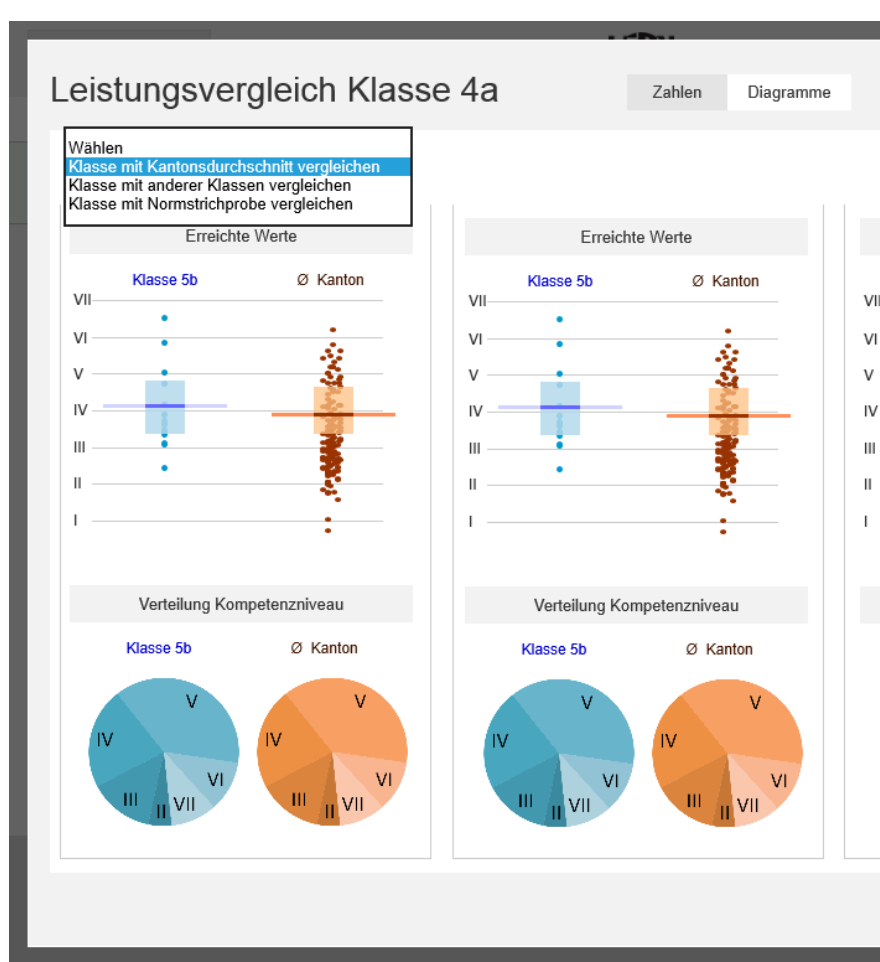 Leistungsvergleich Klasse 4a
Zahlen
Diagramme
Wählen
Klasse mit Kantonsdurchschnitt vergleichen
Klasse mit anderer Klassen vergleichen
Klasse mit Normstrichprobe vergleichen
Erreichte Werte
Klasse 5b
Ø Kanton
VII
VI
V
IV
III
II
I
Verteilung Kompetenzniveau
Klasse 5b
Ø Kanton
V
IV
VI
III
II
VII
V
IV
VI
III
II
VII
Erreichte Werte
Klasse 5b
Ø Kanton
VII
VI
V
IV
III
II
I
Verteilung Kompetenzniveau
Klasse 5b
Ø Kanton
V
IV
VI
III
II
VII
V
IV
VI
III
II
VII
VII
VI
V
IV
III
II
I